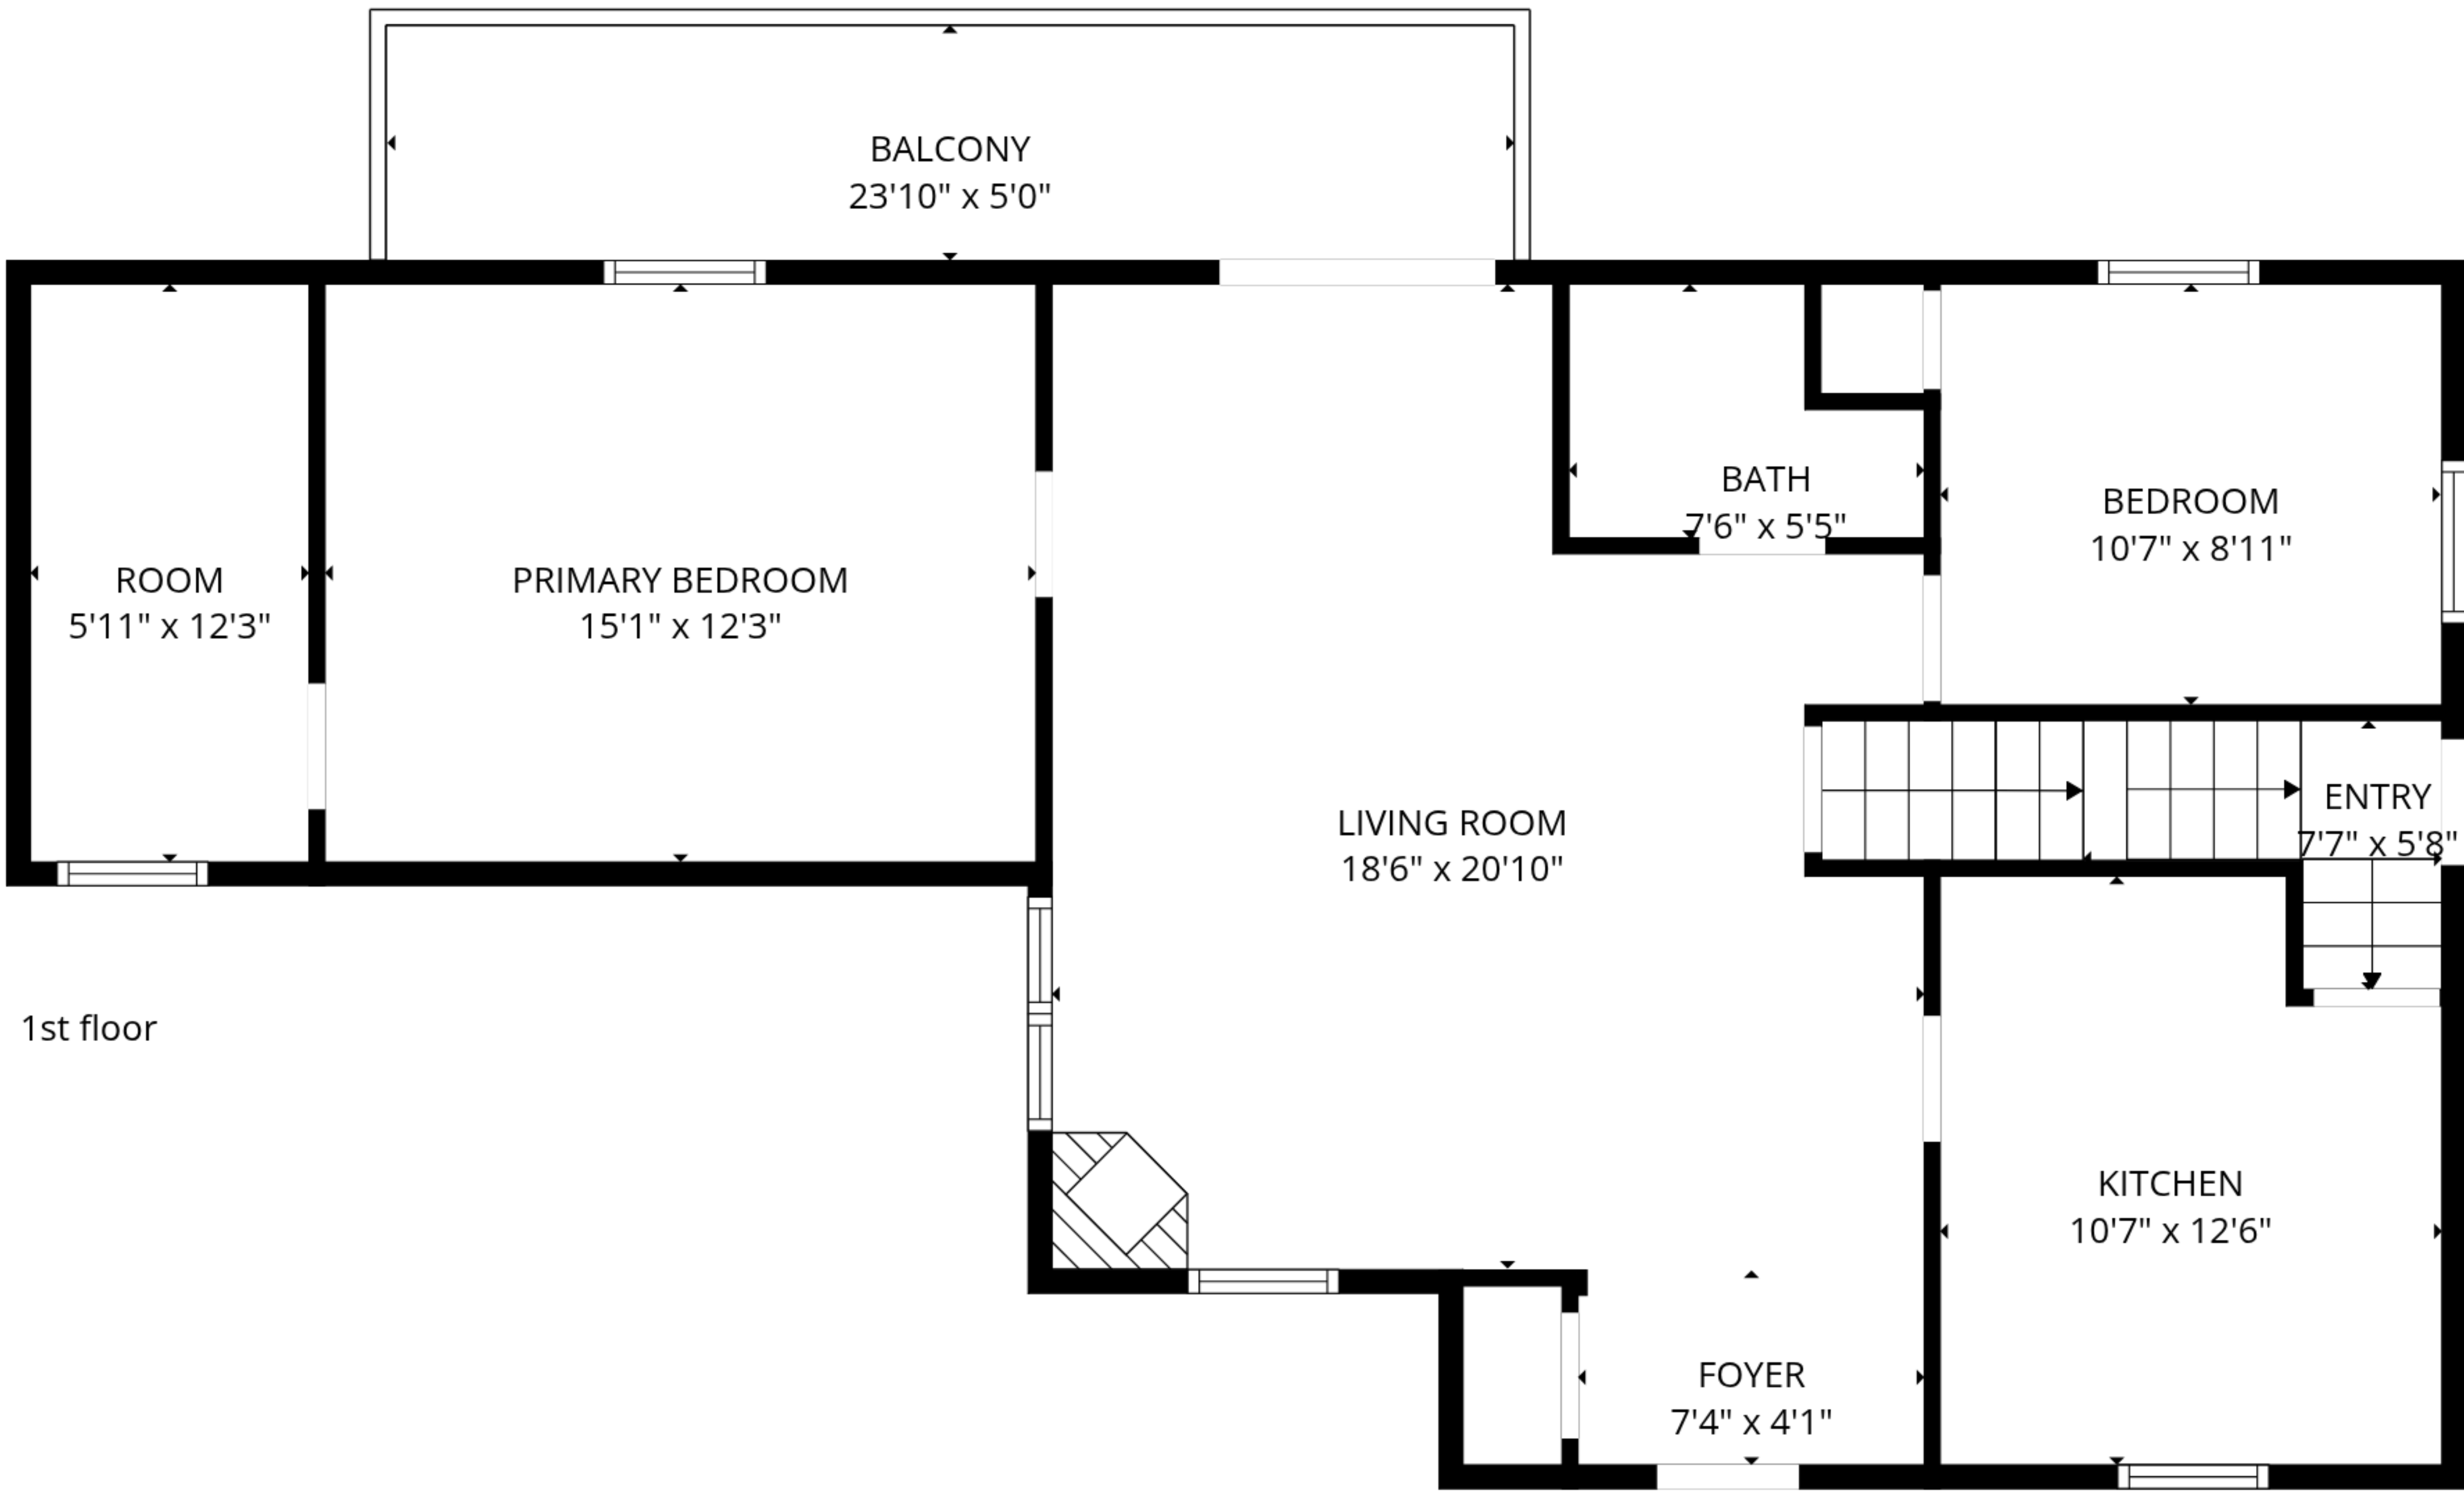 BALCONY
23'10" x 5'0"
BATH
7'6" x 5'5"
BEDROOM
10'7" x 8'11"
ROOM
5'11" x 12'3"
PRIMARY BEDROOM
15'1" x 12'3"
LIVING ROOM
18'6" x 20'10"
ENTRY
7'7" x 5'8"
1st floor
KITCHEN
10'7" x 12'6"
FOYER
7'4" x 4'1"